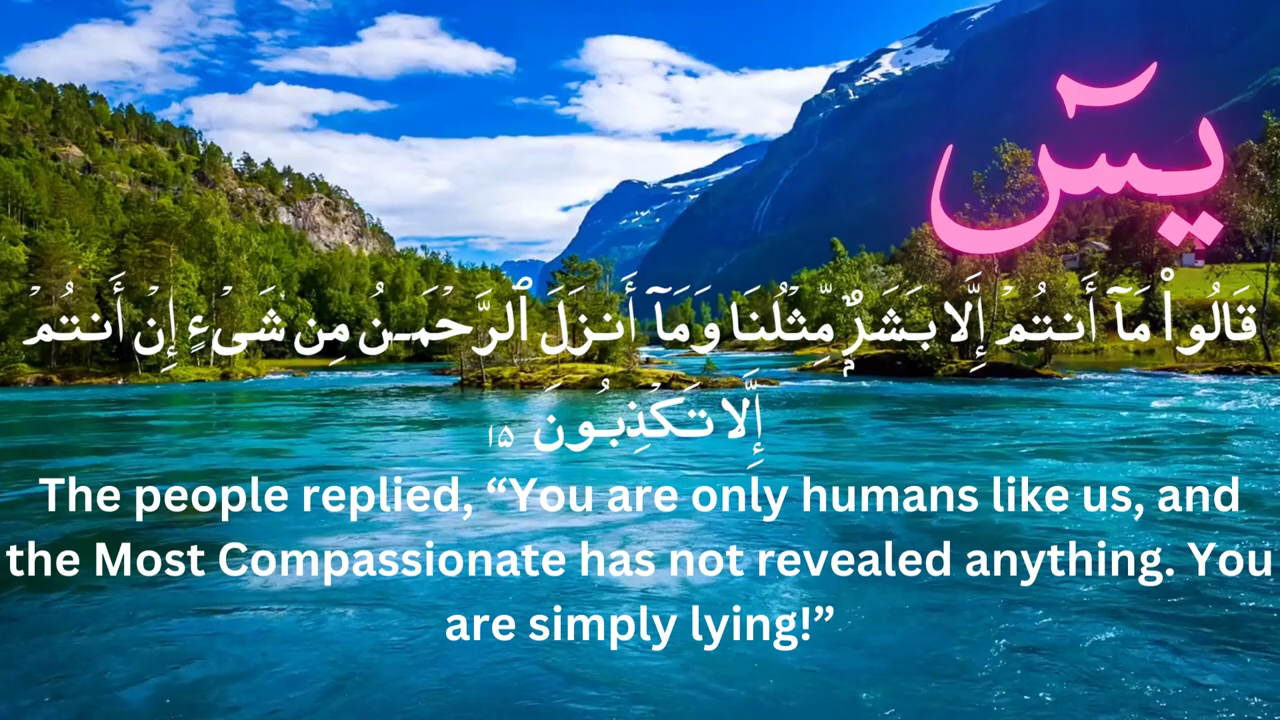 يسٓ
قَالُوا۟ مَآ أَنتُمۡ إِلَّا بَشَرٞ مِّثۡلُنَا وَمَآ أَنزَلَ ٱلرَّحۡمَـٰنُ مِن شَىۡءٍ إِنۡ أَنتُمۡ
إِلَّا تَكۡذِبُونَ ١٥
The people replied, “You are only humans like us, and
the Most Compassionate has not revealed anything. You
are simply lying!”